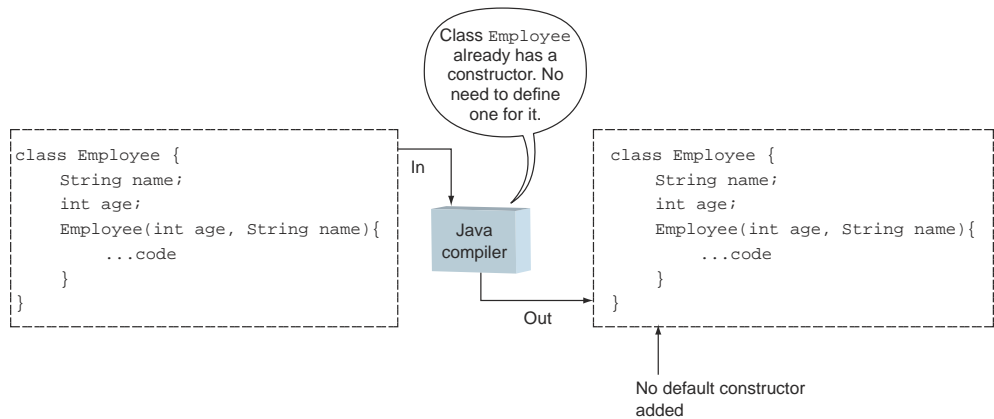 Class Employee
already has a
constructor. No
need to define
one for it.
class Employee {
String name;
int age;
Employee(int age, String name){
...code
}
}
In
Java
compiler
Out
class Employee {
String name;
int age;
Employee(int age, String name){
...code
}
}
No default constructor
added